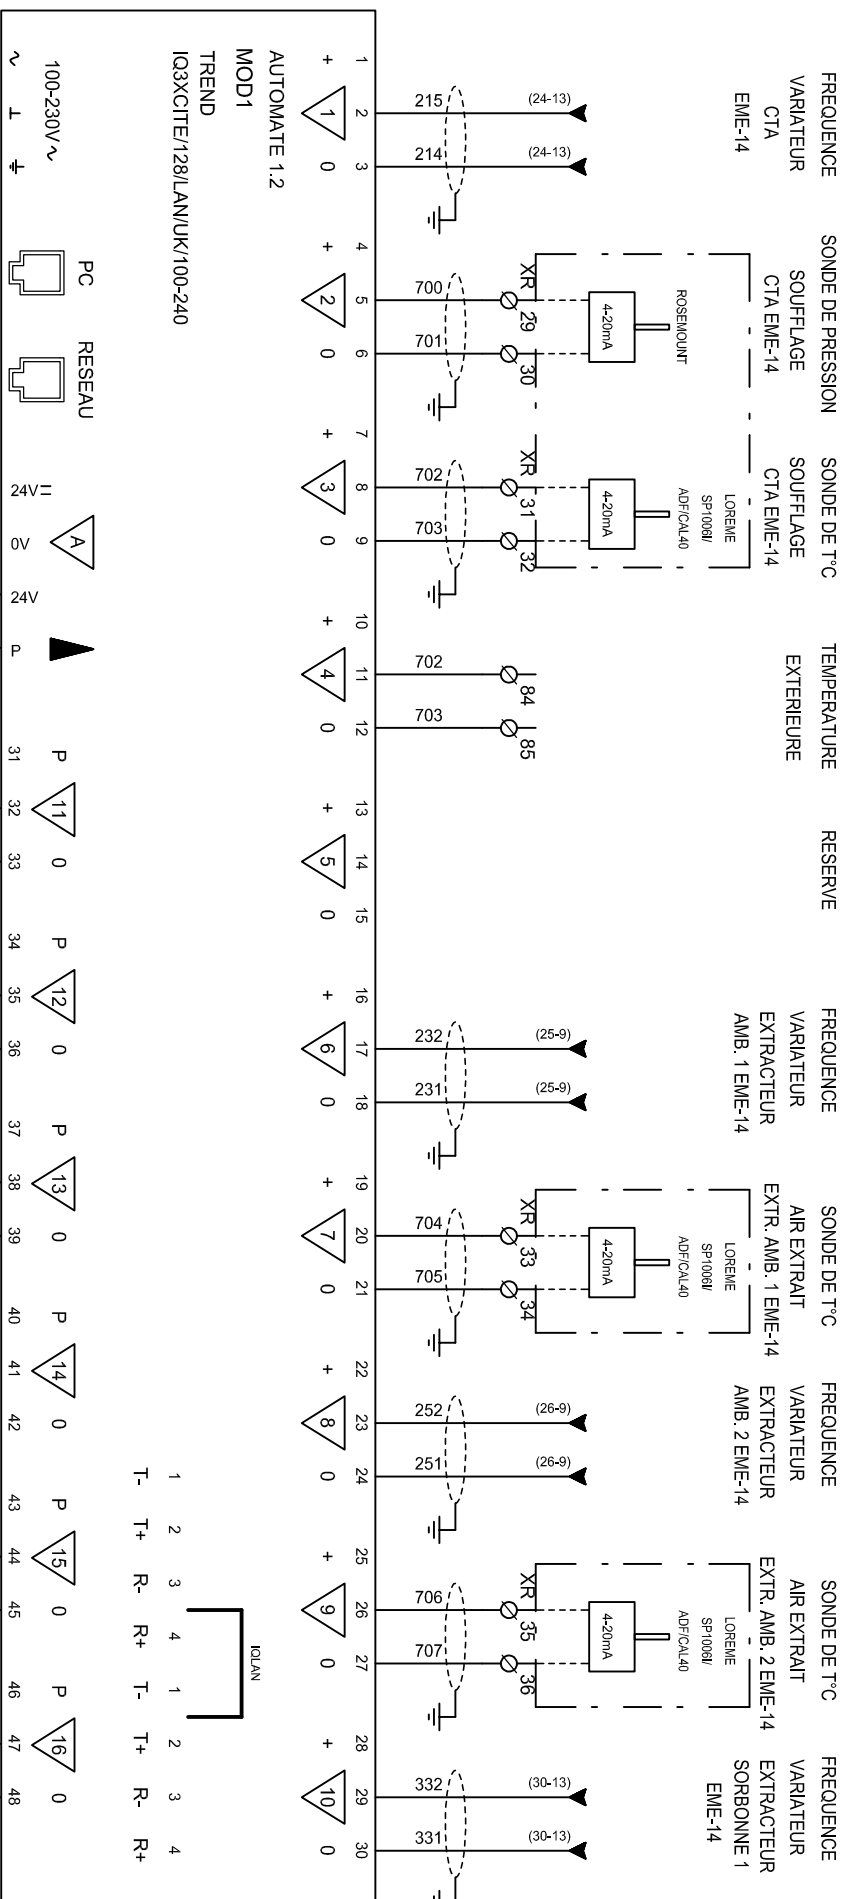 FREQUENCE
VARIATEUR
CTA
EME-14
SONDE DE PRESSION
SOUFFLAGE
CTA EME-14
SONDE DE T°C
SOUFFLAGE
CTA EME-14
TEMPERATURE
EXTERIEURE
RESERVE
FREQUENCE
VARIATEUR
EXTRACTEUR
AMB. 1 EME-14
SONDE DE T°C
AIR EXTRAIT
EXTR. AMB. 1 EME-14
FREQUENCE
VARIATEUR
EXTRACTEUR
AMB. 2 EME-14
SONDE DE T°C
AIR EXTRAIT
EXTR. AMB. 2 EME-14
FREQUENCE
VARIATEUR
EXTRACTEUR
SORBONNE 1
EME-14
ROSEMOUNT
4-20mA
LOREME
SP1006I/
ADF/CAL40
4-20mA
LOREME
SP1006I/
ADF/CAL40
4-20mA
LOREME
SP1006I/
ADF/CAL40
4-20mA
(24-13) (24-13) (25-9) (25-9) (26-9) (26-9) (30-13) (30-13)
XR 29 30 XR 31 32 84 85 XR 33 34 XR 35 36
215 214 700 701 702 703 702 703 232 231 704 705 252 251 706 707 332 331
1 2 3 4 5 6 7 8 9 10 11 12 13 14 15 16 17 18 19 20 21 22 23 24 25 26 27 28 29 30
+ 1 0 + 2 0 + 3 0 + 4 0 + 5 0 + 6 0 + 7 0 + 8 0 + 9 0 + 10 0
AUTOMATE 1.2
MOD1
TREND
IQ3XCITE/128/LAN/UK/100-240
IQLAN
1 2 3 4 1 2 3 4
T- T+ R- R+ T- T+ R- R+
100-230V~
PC
RESEAU
A
P 11 0 P 12 0 P 13 0 P 14 0 P 15 0 P 16 0
~ ⊥ ⏚
24V= 0V 24V P
31 32 33 34 35 36 37 38 39 40 41 42 43 44 45 46 47 48